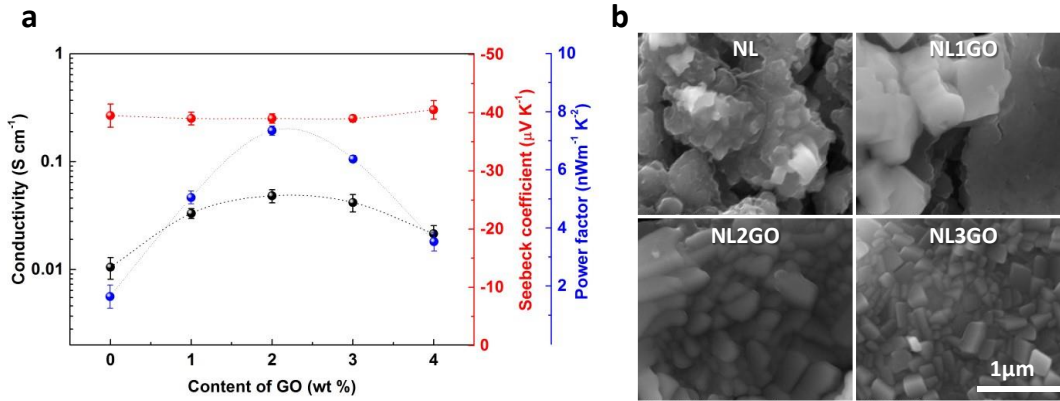 a
1
0.1
0.01
Conductivity (S cm⁻¹)
0
1
2
3
4
Content of GO (wt %)
-50
-40
-30
-20
-10
0
Seebeck coefficient (μV K⁻¹)
10
8
6
4
2
Power factor (nWm⁻¹ K⁻²)
b
NL
NL1GO
NL2GO
NL3GO
1μm